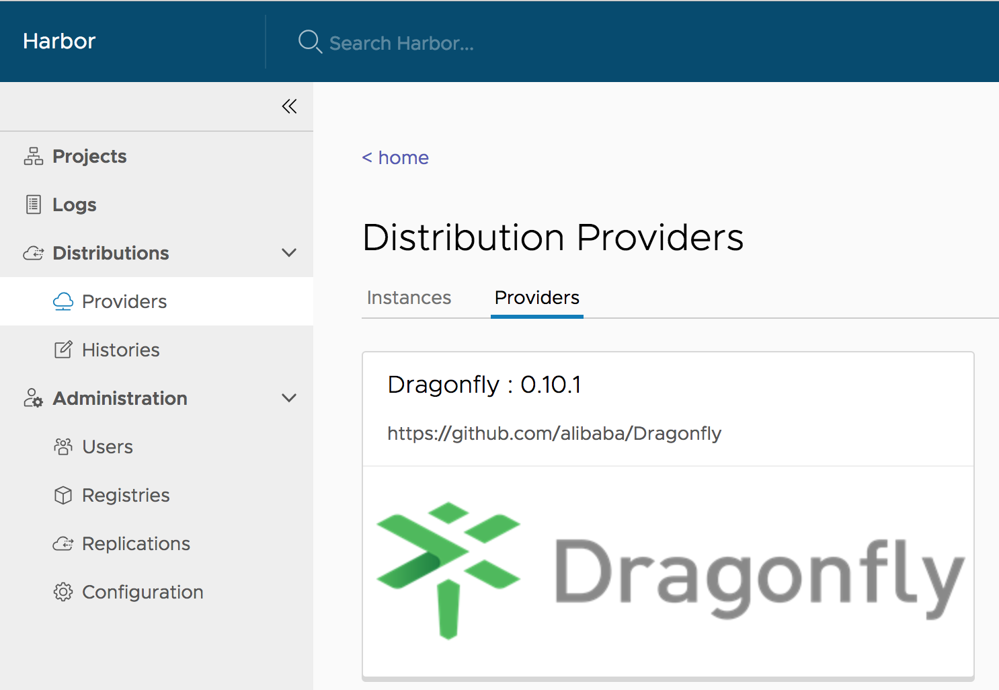 Harbor
Search Harbor...
Projects
Logs
Distributions
Providers
Histories
Administration
Users
Registries
Replications
Configuration
< home
Distribution Providers
Instances
Providers
Dragonfly : 0.10.1
https://github.com/alibaba/Dragonfly
Dragonfly